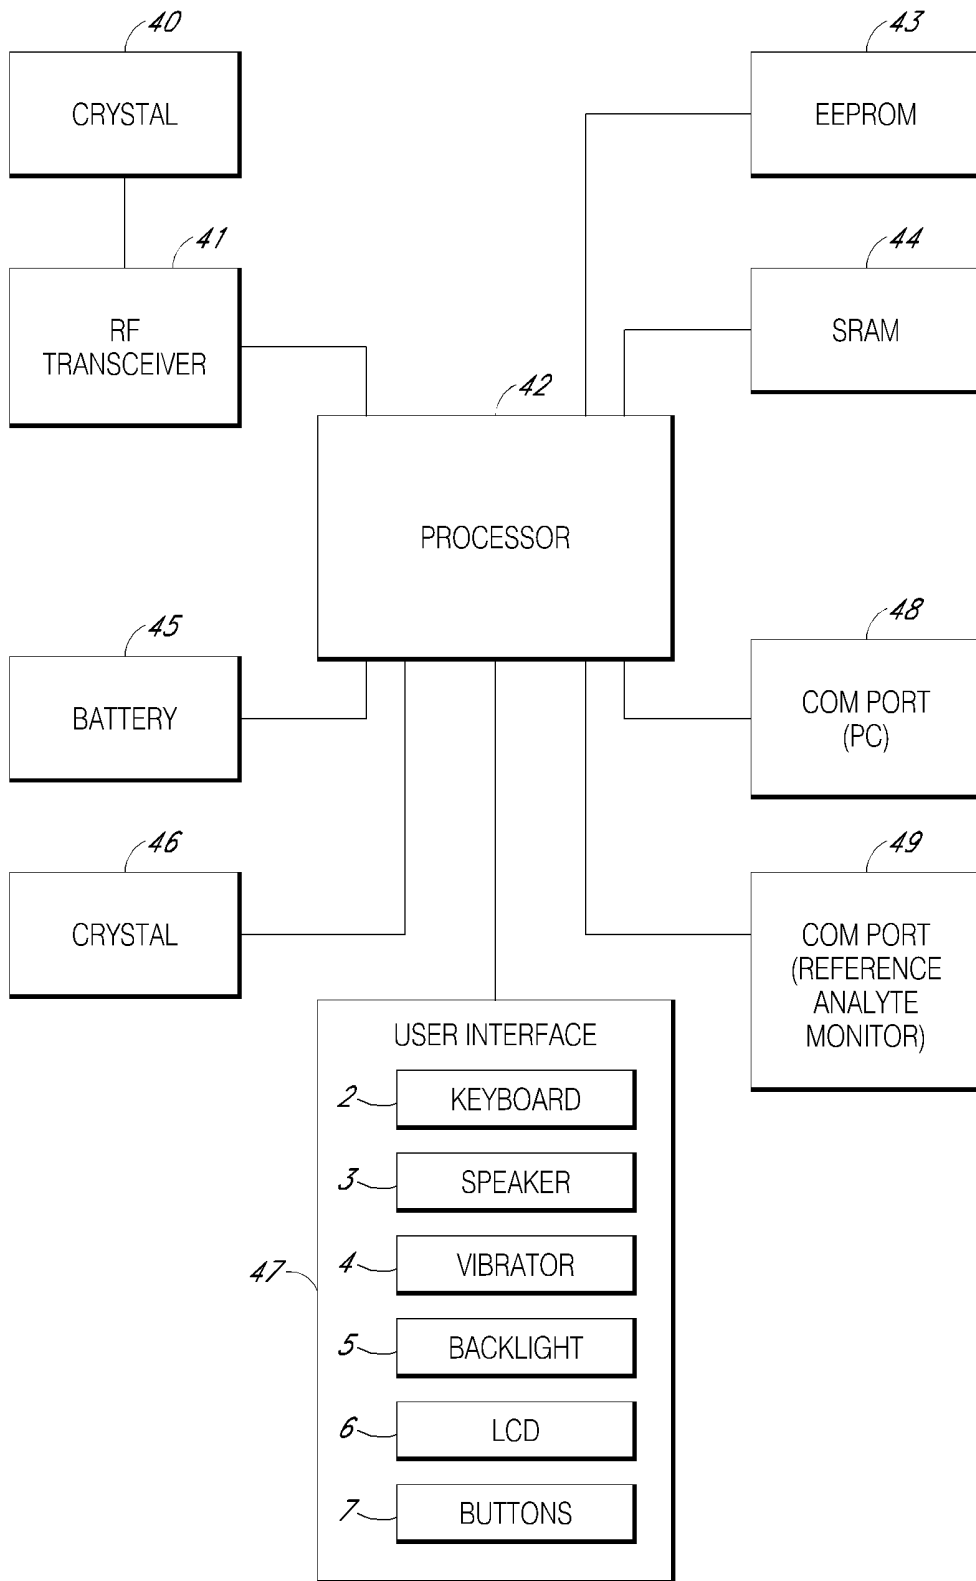 40
CRYSTAL
43
EEPROM
41
RF
TRANSCEIVER
44
SRAM
42
PROCESSOR
45
BATTERY
48
COM PORT
(PC)
46
CRYSTAL
49
COM PORT
(REFERENCE
ANALYTE
MONITOR)
47
USER INTERFACE
2
KEYBOARD
3
SPEAKER
4
VIBRATOR
5
BACKLIGHT
6
LCD
7
BUTTONS